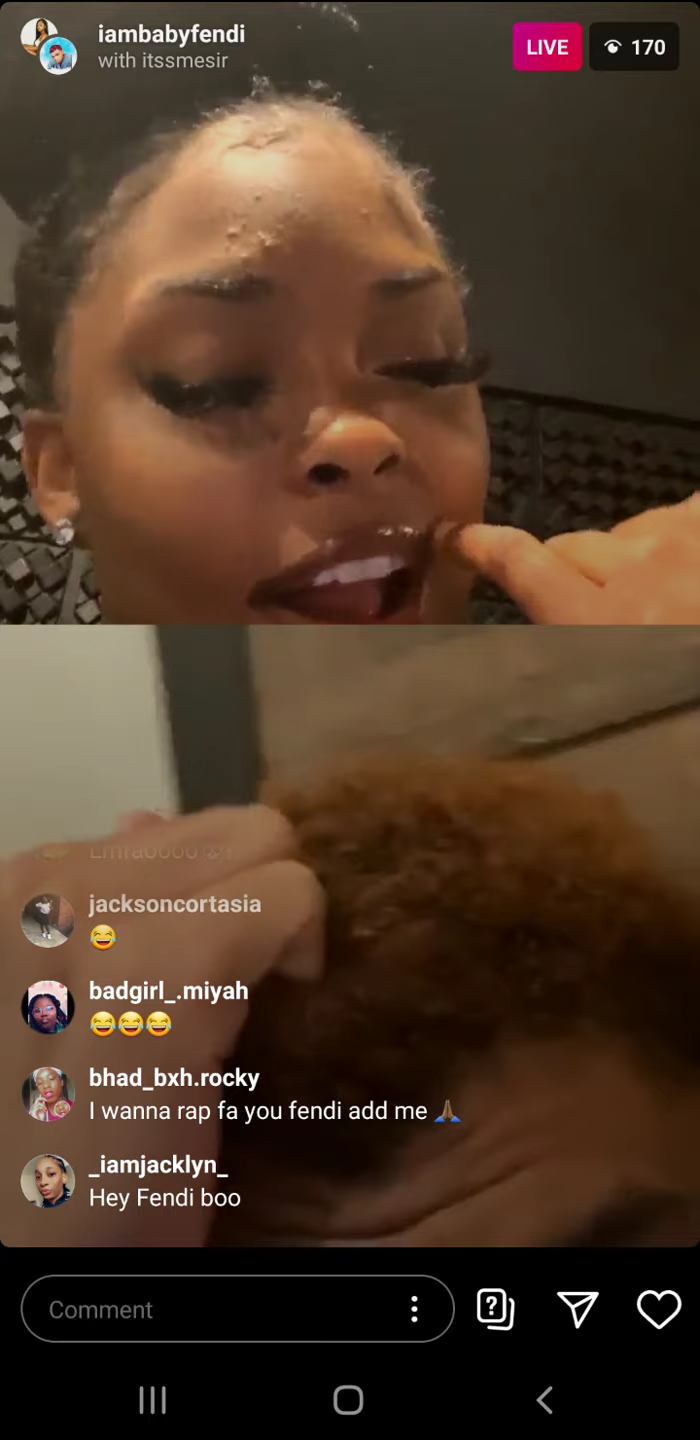 iambabyfendi
with itssmesir
LIVE
170
jacksoncortasia
😂
badgirl_.miyah
😂😂😂
bhad_bxh.rocky
I wanna rap fa you fendi add me 🙏🏾
_iamjacklyn_
Hey Fendi boo
Comment